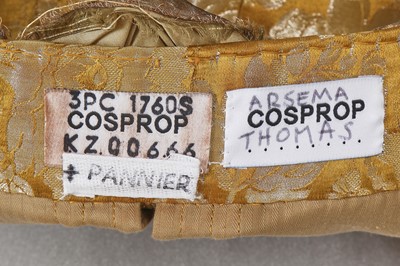 3PC 1760S
COSPROP
KZ.00666
+ PANNIER
ARSEMA
COSPROP
THOMAS